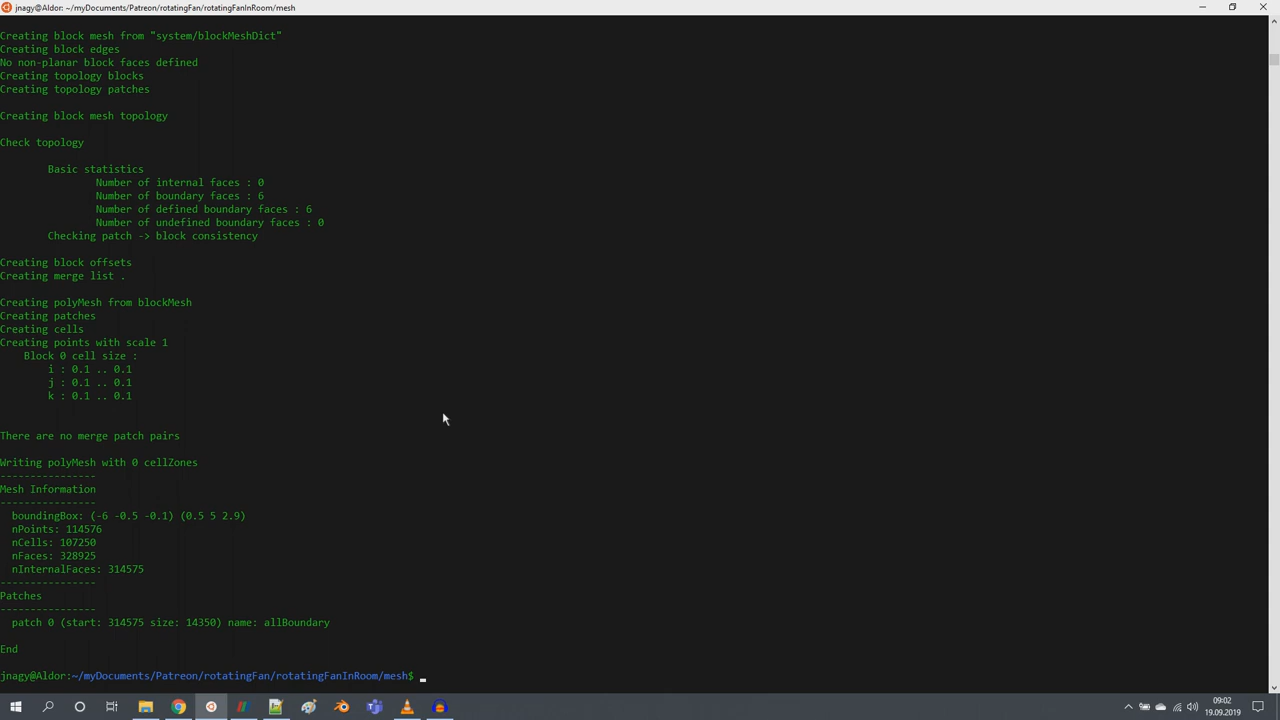 jnagy@Aldor: ~/myDocuments/Patreon/rotatingFan/rotatingFanInRoom/mesh
Creating block mesh from "system/blockMeshDict"
Creating block edges
No non-planar block faces defined
Creating topology blocks
Creating topology patches
Creating block mesh topology
Check topology
Basic statistics
Number of internal faces : 0
Number of boundary faces : 6
Number of defined boundary faces : 6
Number of undefined boundary faces : 0
Checking patch -> block consistency
Creating block offsets
Creating merge list .
Creating polyMesh from blockMesh
Creating patches
Creating cells
Creating points with scale 1
Block 0 cell size :
i : 0.1 .. 0.1
j : 0.1 .. 0.1
k : 0.1 .. 0.1
There are no merge patch pairs
Writing polyMesh with 0 cellZones
----------------
Mesh Information
----------------
boundingBox: (-6 -0.5 -0.1) (0.5 5 2.9)
nPoints: 114576
nCells: 107250
nFaces: 328925
nInternalFaces: 314575
----------------
Patches
----------------
patch 0 (start: 314575 size: 14350) name: allBoundary
End
jnagy@Aldor:~/myDocuments/Patreon/rotatingFan/rotatingFanInRoom/mesh$ _
09:02
19.09.2019